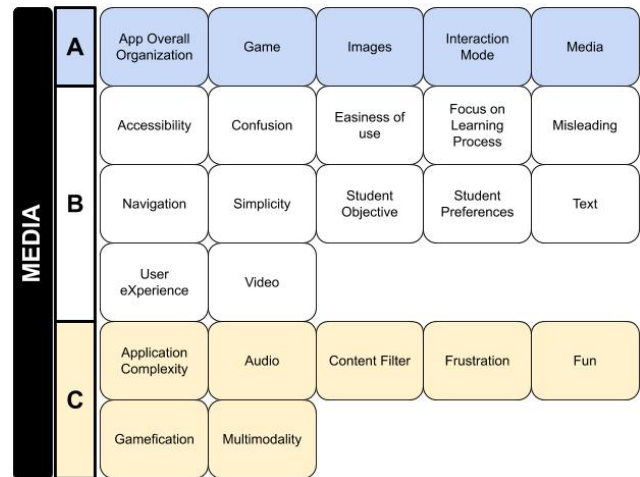 MEDIA
A
App Overall
Organization
Game
Images
Interaction
Mode
Media
B
Accessibility
Confusion
Easiness of
use
Focus on
Learning
Process
Misleading
Navigation
Simplicity
Student
Objective
Student
Preferences
Text
User
eXperience
Video
C
Application
Complexity
Audio
Content Filter
Frustration
Fun
Gamefication
Multimodality